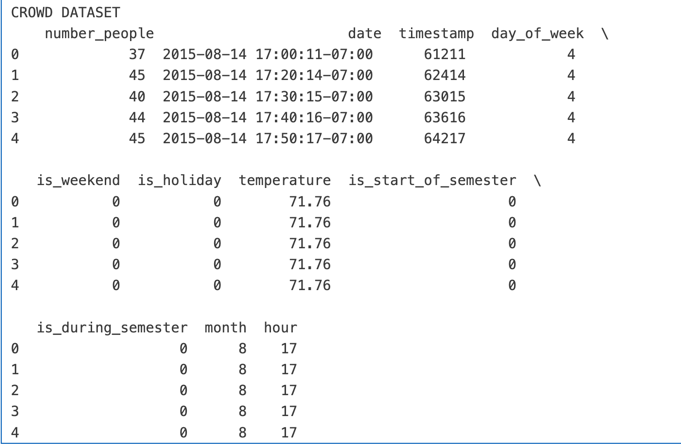 CROWD DATASET
number_people date timestamp day_of_week \
0 37 2015-08-14 17:00:11-07:00 61211 4
1 45 2015-08-14 17:20:14-07:00 62414 4
2 40 2015-08-14 17:30:15-07:00 63015 4
3 44 2015-08-14 17:40:16-07:00 63616 4
4 45 2015-08-14 17:50:17-07:00 64217 4
is_weekend is_holiday temperature is_start_of_semester \
0 0 0 71.76 0
1 0 0 71.76 0
2 0 0 71.76 0
3 0 0 71.76 0
4 0 0 71.76 0
is_during_semester month hour
0 0 8 17
1 0 8 17
2 0 8 17
3 0 8 17
4 0 8 17